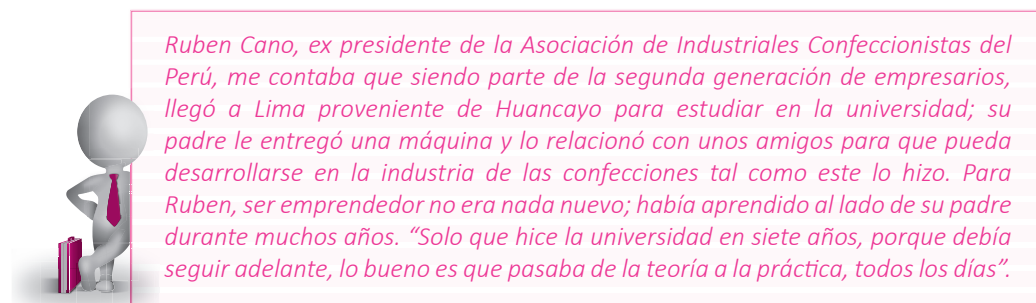 Ruben Cano, ex presidente de la Asociación de Industriales Confeccionistas del
Perú, me contaba que siendo parte de la segunda generación de empresarios,
llegó a Lima proveniente de Huancayo para estudiar en la universidad; su
padre le entregó una máquina y lo relacionó con unos amigos para que pueda
desarrollarse en la industria de las confecciones tal como este lo hizo. Para
Ruben, ser emprendedor no era nada nuevo; había aprendido al lado de su padre
durante muchos años. “Solo que hice la universidad en siete años, porque debía
seguir adelante, lo bueno es que pasaba de la teoría a la práctica, todos los días”.